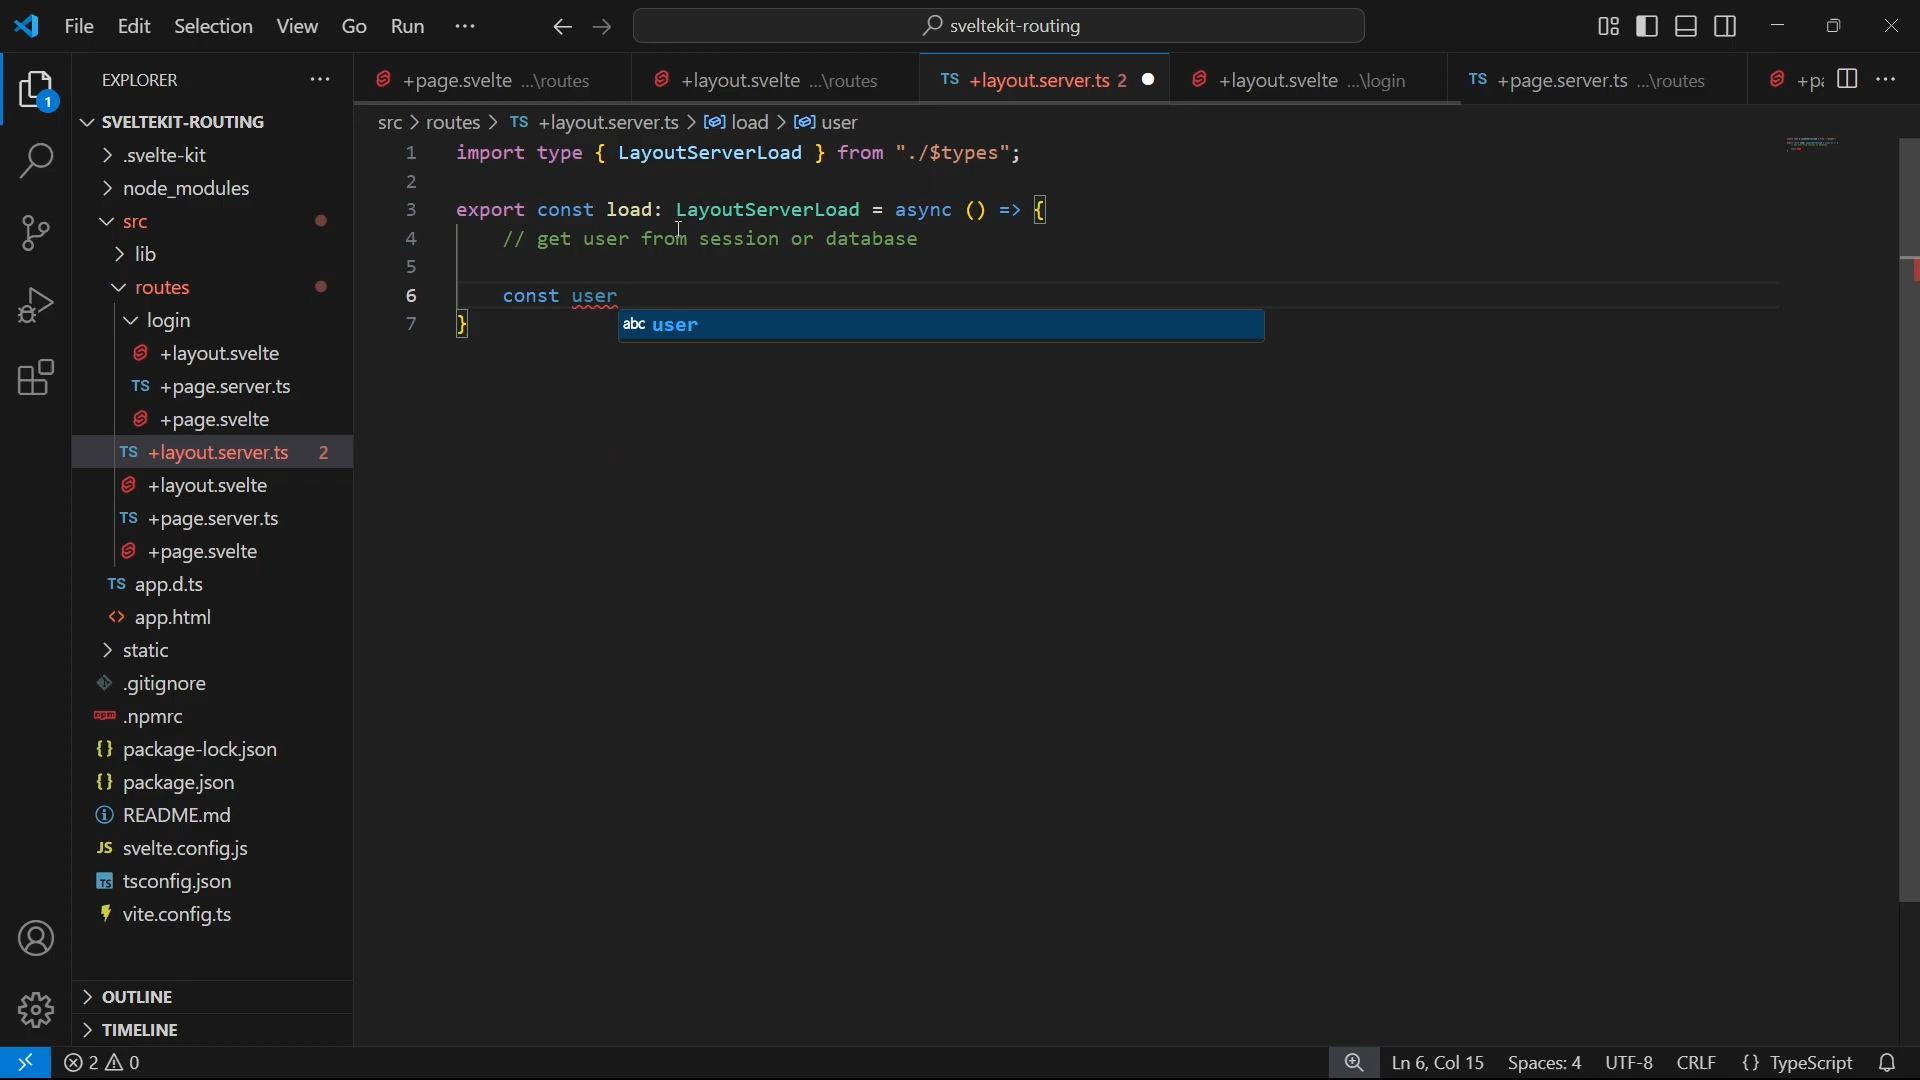 File Edit Selection View Go Run ···
sveltekit-routing
EXPLORER ···
+page.svelte ...\routes
+layout.svelte ...\routes
TS +layout.server.ts 2
+layout.svelte ...\login
TS +page.server.ts ...\routes
+pa
···
1
SVELTEKIT-ROUTING
.svelte-kit
node_modules
src
lib
routes
login
+layout.svelte
TS +page.server.ts
+page.svelte
TS +layout.server.ts 2
+layout.svelte
TS +page.server.ts
+page.svelte
TS app.d.ts
<> app.html
static
.gitignore
npm .npmrc
{} package-lock.json
{} package.json
README.md
JS svelte.config.js
TS tsconfig.json
vite.config.ts
OUTLINE
TIMELINE
src > routes > TS +layout.server.ts > load > user
1 import type { LayoutServerLoad } from "./$types";
2
3 export const load: LayoutServerLoad = async () => {
4 // get user from session or database
5
6 const user
7 }
abc user
2 0
Ln 6, Col 15 Spaces: 4 UTF-8 CRLF {} TypeScript